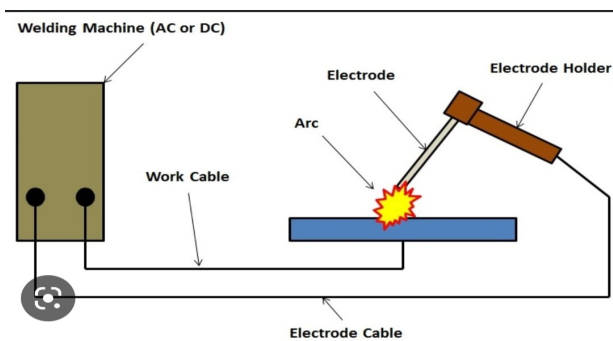 Welding Machine (AC or DC)
Electrode
Electrode Holder
Arc
Work Cable
Electrode Cable